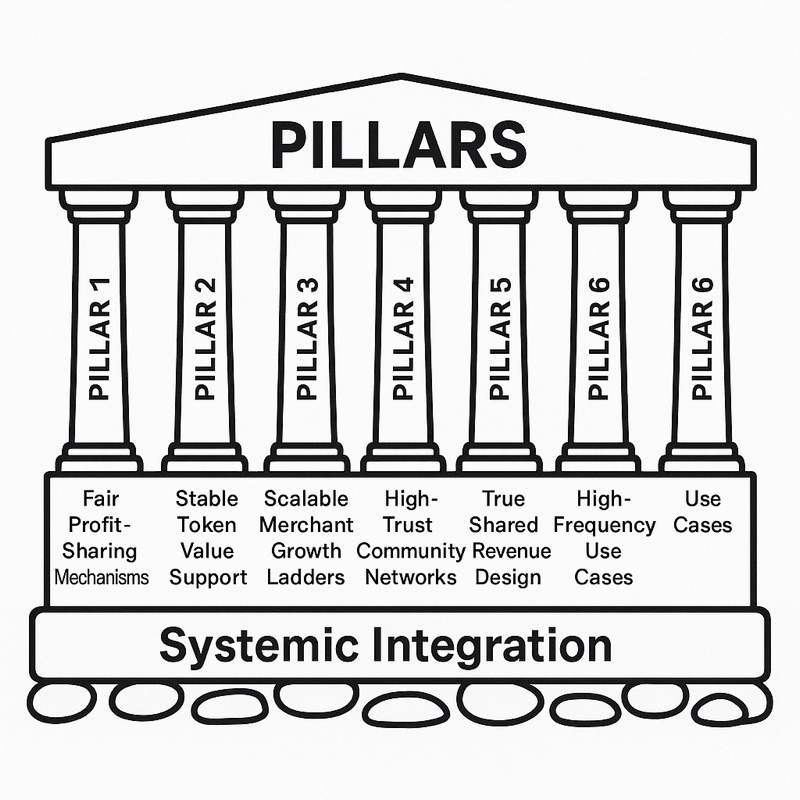 PILLARS
PILLAR 1
PILLAR 2
PILLAR 3
PILLAR 4
PILLAR 5
PILLAR 6
PILLAR 6
Fair
Profit-
Sharing
Mechanisms
Stable
Token
Value
Support
Scalable
Merchant
Growth
Ladders
High-
Trust
Community
Networks
True
Shared
Revenue
Design
High-
Frequency
Use
Cases
Use
Cases
Systemic Integration